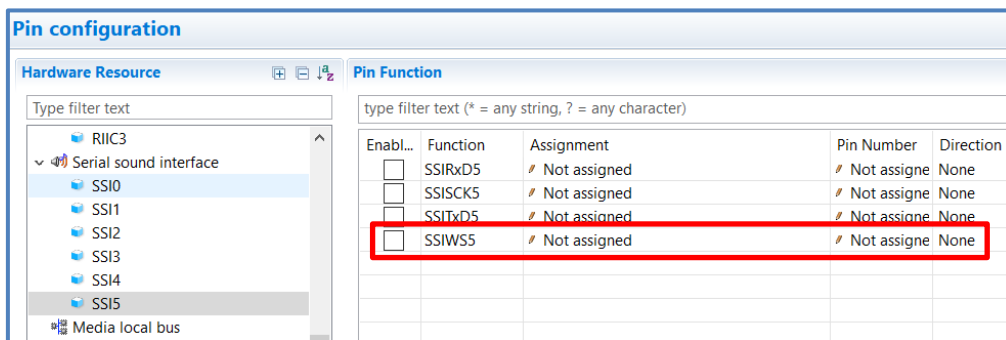 Pin configuration
Hardware Resource
Type filter text
RIIC3
Serial sound interface
SSI0
SSI1
SSI2
SSI3
SSI4
SSI5
Media local bus
Pin Function
type filter text (* = any string, ? = any character)
Enabl... Function Assignment Pin Number Direction
SSIRxD5 Not assigned Not assigne None
SSISCK5 Not assigned Not assigne None
SSITxD5 Not assigned Not assigne None
SSIWS5 Not assigned Not assigne None